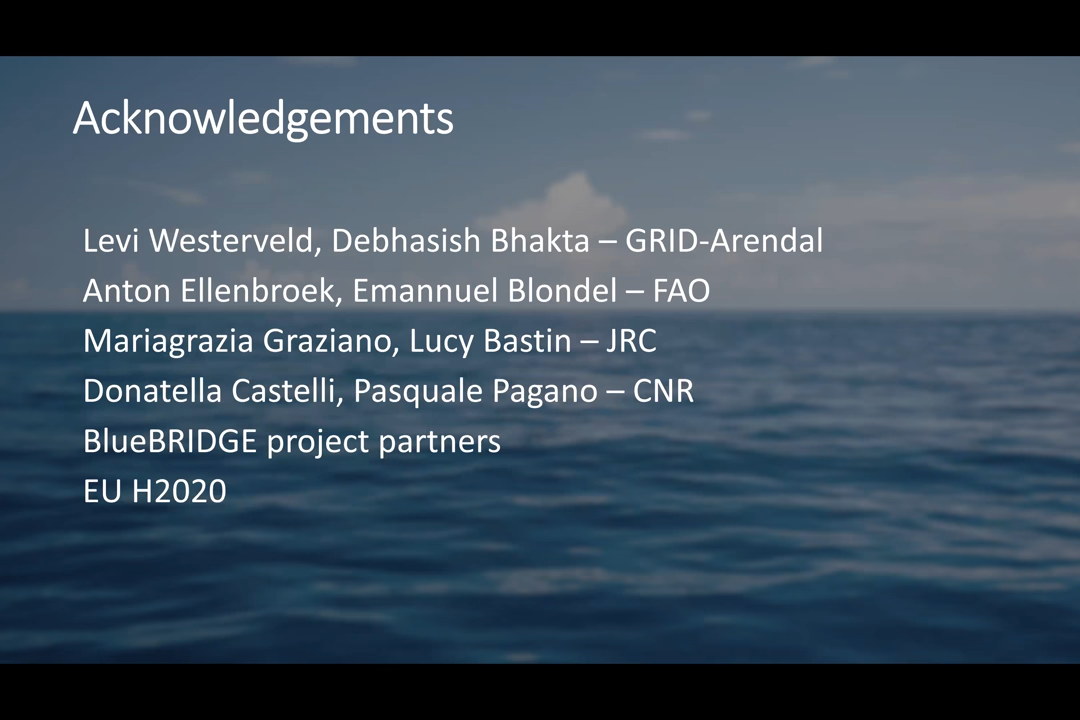 Acknowledgements
Levi Westerveld, Debhasish Bhakta – GRID-Arendal
Anton Ellenbroek, Emannuel Blondel – FAO
Mariagrazia Graziano, Lucy Bastin – JRC
Donatella Castelli, Pasquale Pagano – CNR
BlueBRIDGE project partners
EU H2020